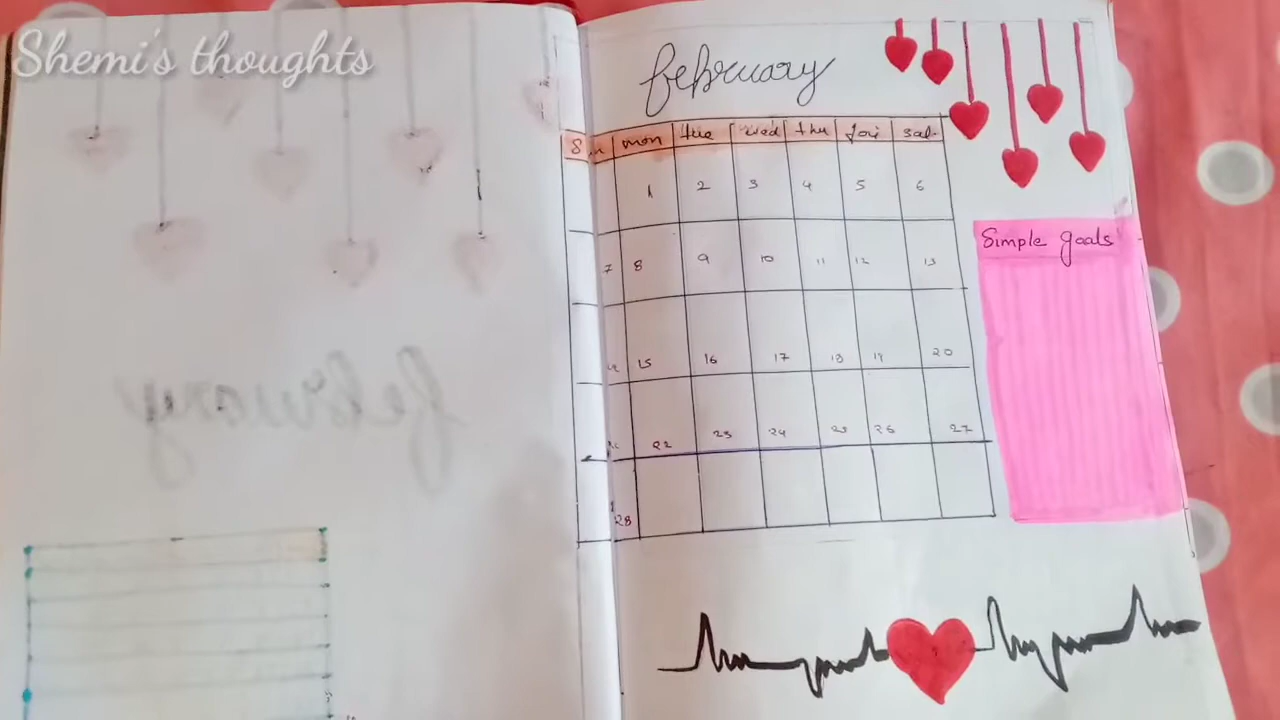 Shemi's thoughts
february
S n mon tue wed thu fri sat
1 2 3 4 5 6
7 8 9 10 11 12 13
15 16 17 18 19 20
22 23 24 25 26 27
28
Simple goals
february